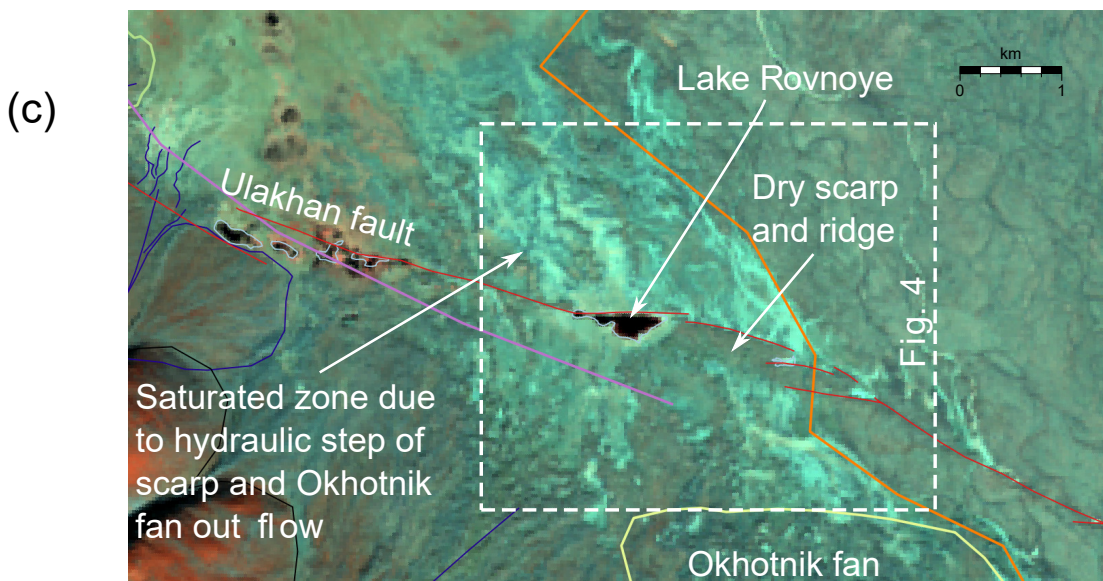 (c)
km
0 1
Lake Rovnoye
Dry scarp
and ridge
Ulakhan fault
Fig. 4
Saturated zone due
to hydraulic step of
scarp and Okhotnik
fan out flow
Okhotnik fan